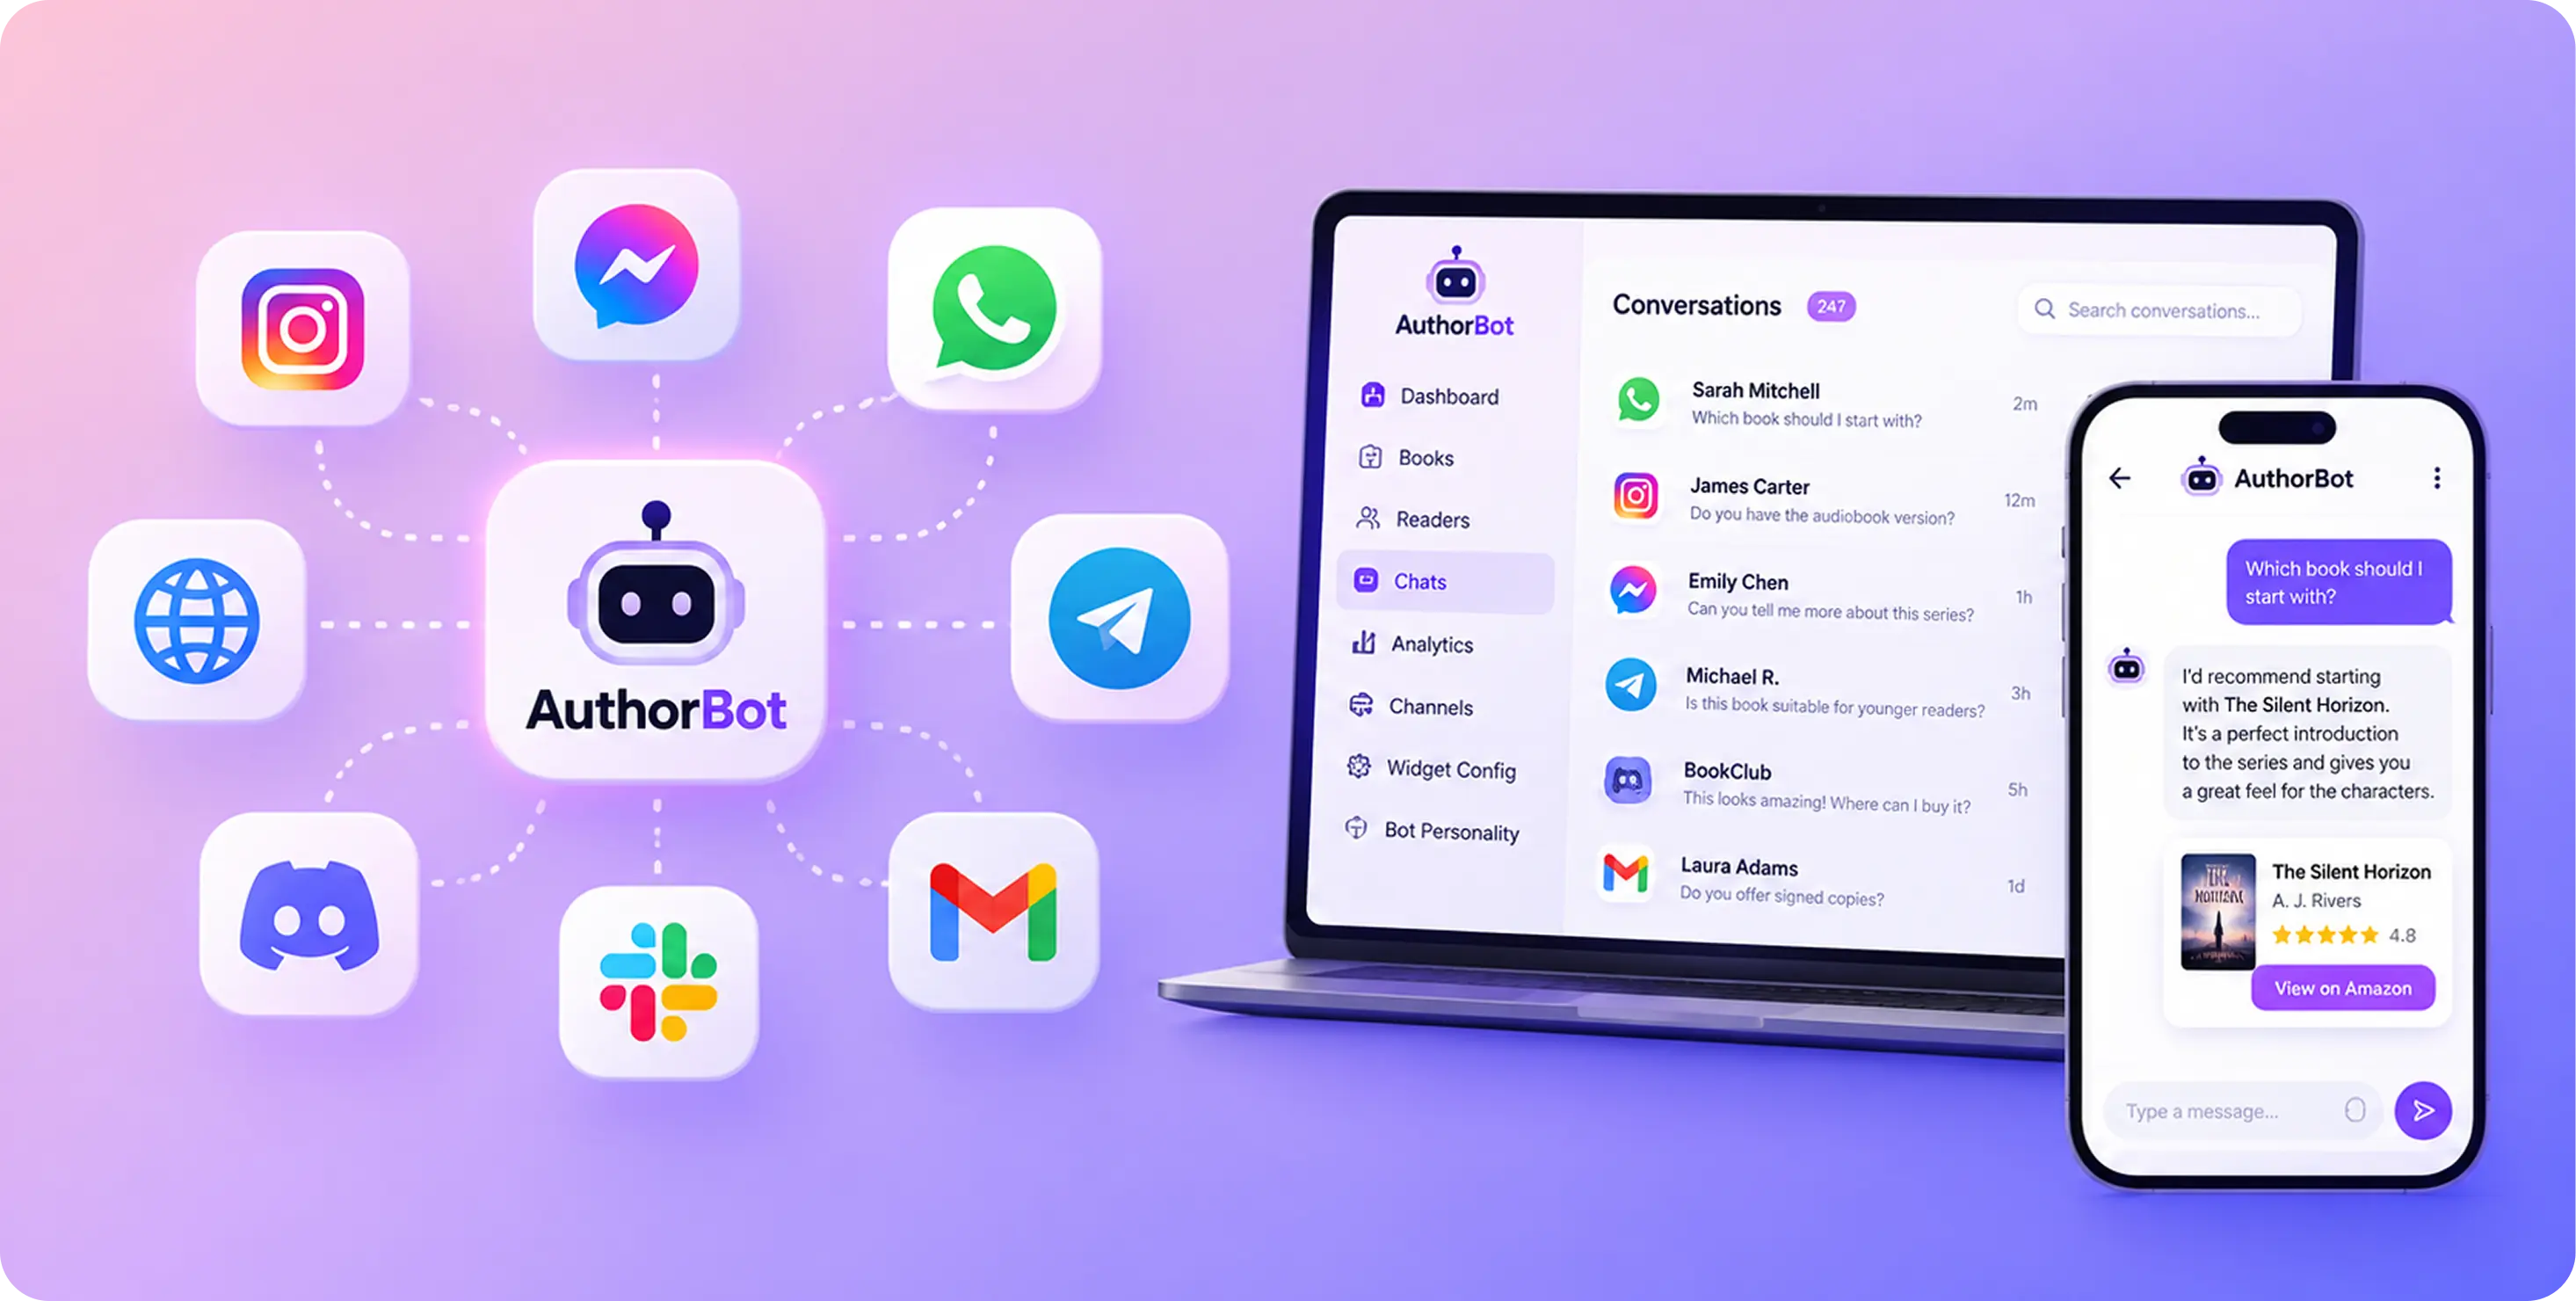 AuthorBot
AuthorBot
Dashboard
Books
Readers
Chats
Analytics
Channels
Widget Config
Bot Personality
Conversations 247
Search conversations...
Sarah Mitchell
Which book should I start with?
2m
James Carter
Do you have the audiobook version?
12m
Emily Chen
Can you tell me more about this series?
1h
Michael R.
Is this book suitable for younger readers?
3h
BookClub
This looks amazing! Where can I buy it?
5h
Laura Adams
Do you offer signed copies?
1d
AuthorBot
Which book should I
start with?
I'd recommend starting
with The Silent Horizon.
It's a perfect introduction
to the series and gives you
a great feel for the characters.
The Silent Horizon
A. J. Rivers
4.8
View on Amazon
Type a message...